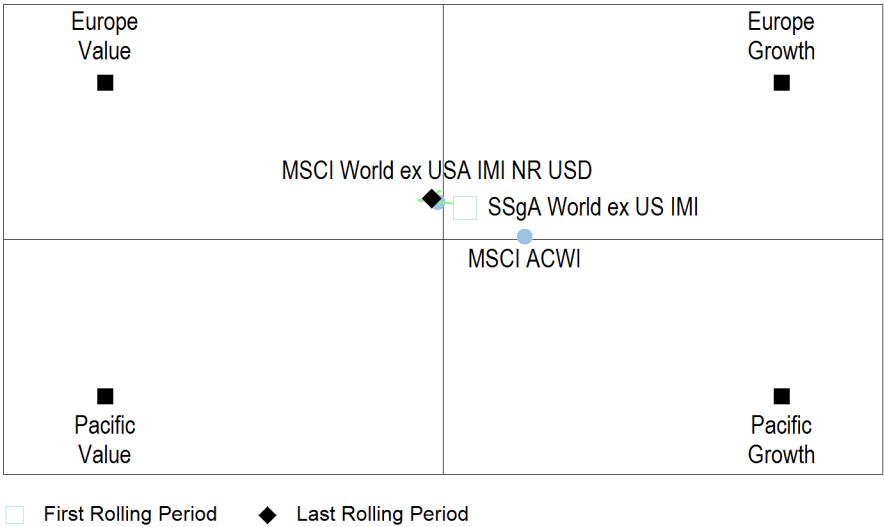 Europe
Value
Europe
Growth
MSCI World ex USA IMI NR USD
SSgA World ex US IMI
MSCI ACWI
Pacific
Value
Pacific
Growth
First Rolling Period
Last Rolling Period